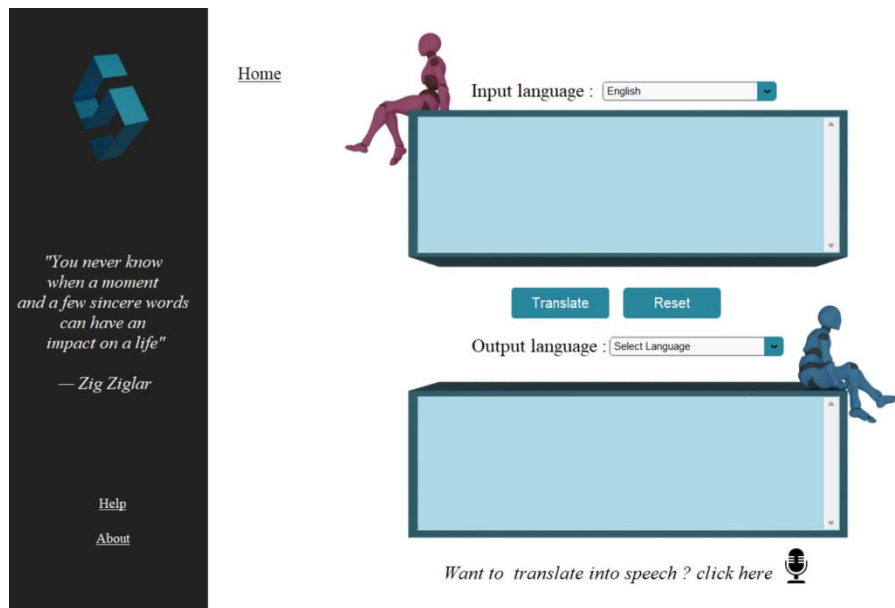 "You never know
when a moment
and a few sincere words
can have an
impact on a life"
— Zig Ziglar
Help
About
Home
Input language : English
Translate Reset
Output language : Select Language
Want to translate into speech ? click here